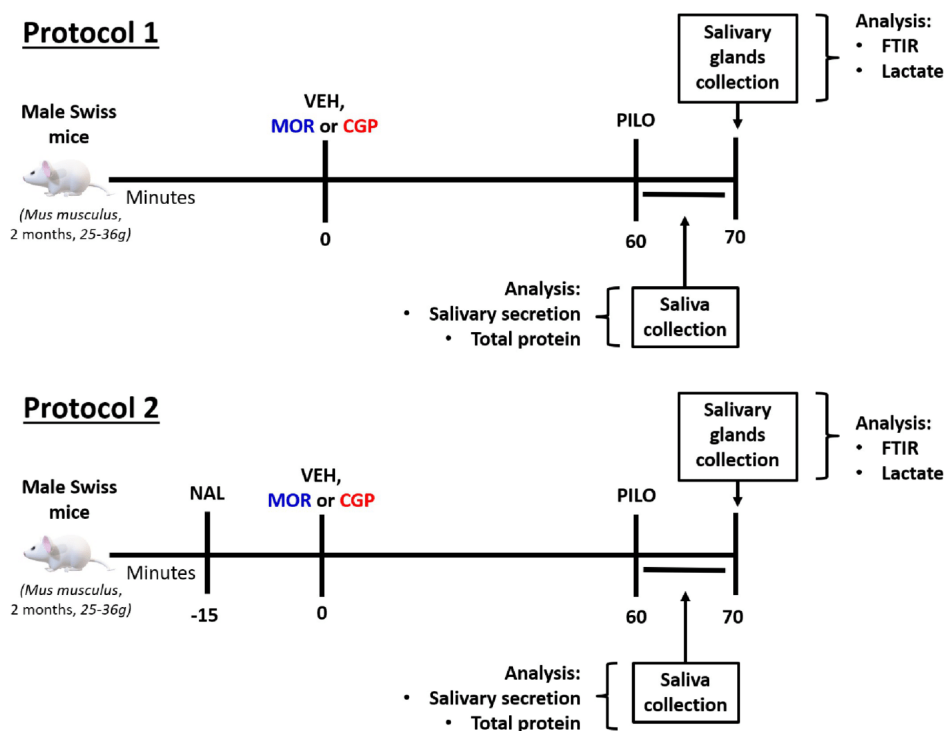 Protocol 1
Male Swiss
mice
Minutes
(Mus musculus,
2 months, 25-36g)
VEH,
MOR or CGP
0
PILO
60
70
Salivary
glands
collection
Analysis:
• FTIR
• Lactate
Analysis:
• Salivary secretion
• Total protein
Saliva
collection
Protocol 2
Male Swiss
mice
Minutes
(Mus musculus,
2 months, 25-36g)
NAL
-15
VEH,
MOR or CGP
0
PILO
60
70
Salivary
glands
collection
Analysis:
• FTIR
• Lactate
Analysis:
• Salivary secretion
• Total protein
Saliva
collection